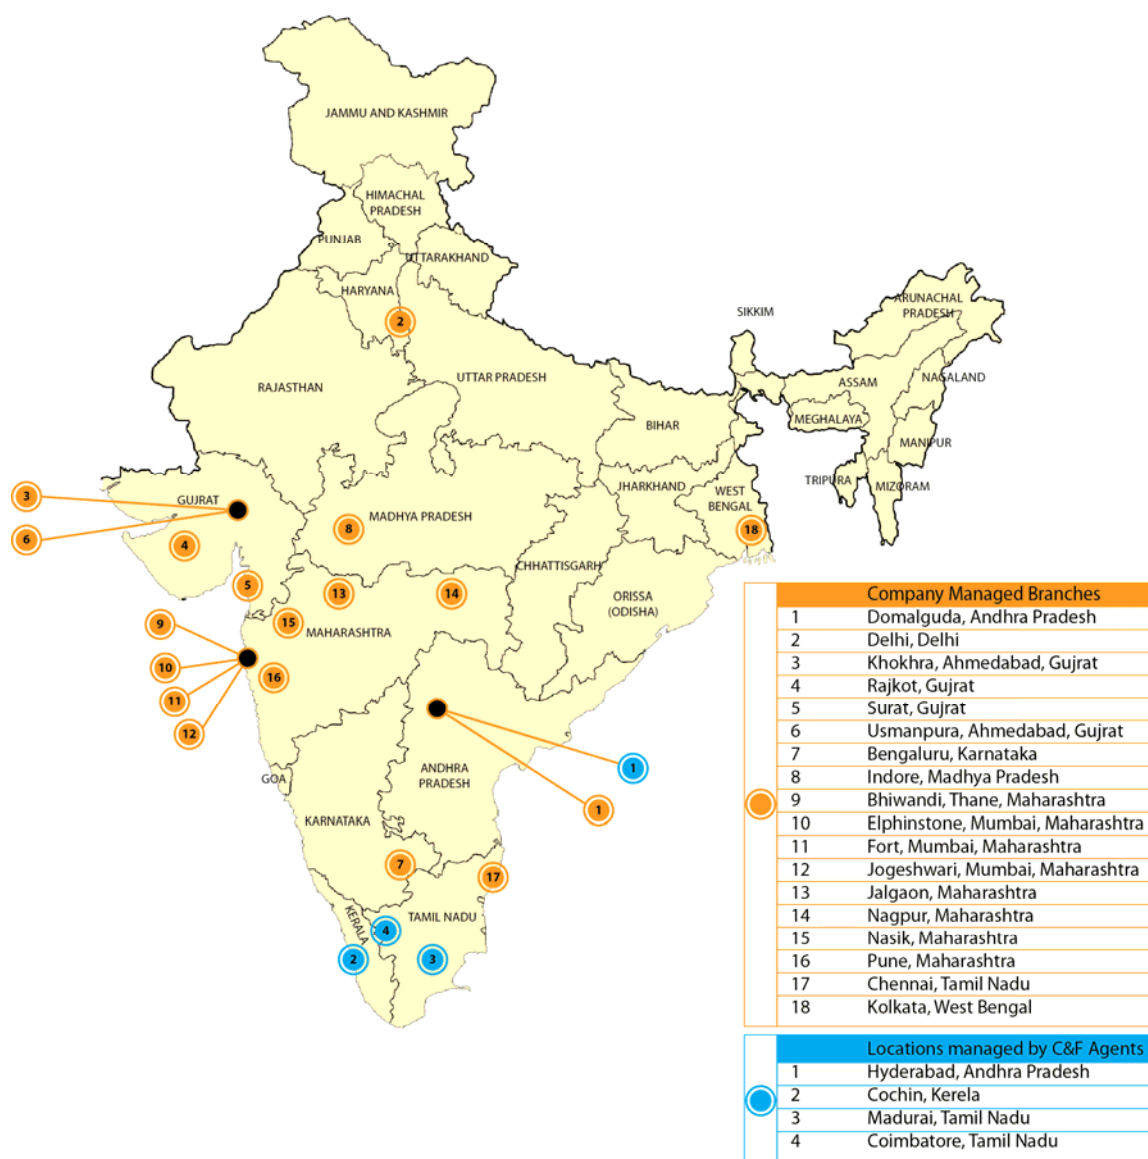 JAMMU AND KASHMIR
HIMACHAL
PRADESH
PUNJAB
UTTARAKHAND
HARYANA
2
SIKKIM
ARUNACHAL
PRADESH
RAJASTHAN
UTTAR PRADESH
ASSAM
NAGALAND
MEGHALAYA
BIHAR
MANIPUR
TRIPURA
MIZORAM
3
GUJRAT
JHARKHAND
WEST
BENGAL
MADHYA PRADESH
8
18
6
4
CHHATTISGARH
5
13
14
ORISSA
(ODISHA)
9
15
MAHARASHTRA
10
16
11
12
1
ANDHRA
PRADESH
GOA
1
KARNATAKA
7
17
KERALA
TAMIL NADU
4
2
3
Company Managed Branches
1 Domalguda, Andhra Pradesh
2 Delhi, Delhi
3 Khokhra, Ahmedabad, Gujrat
4 Rajkot, Gujrat
5 Surat, Gujrat
6 Usmanpura, Ahmedabad, Gujrat
7 Bengaluru, Karnataka
8 Indore, Madhya Pradesh
9 Bhiwandi, Thane, Maharashtra
10 Elphinstone, Mumbai, Maharashtra
11 Fort, Mumbai, Maharashtra
12 Jogeshwari, Mumbai, Maharashtra
13 Jalgaon, Maharashtra
14 Nagpur, Maharashtra
15 Nasik, Maharashtra
16 Pune, Maharashtra
17 Chennai, Tamil Nadu
18 Kolkata, West Bengal
Locations managed by C&F Agents
1 Hyderabad, Andhra Pradesh
2 Cochin, Kerela
3 Madurai, Tamil Nadu
4 Coimbatore, Tamil Nadu